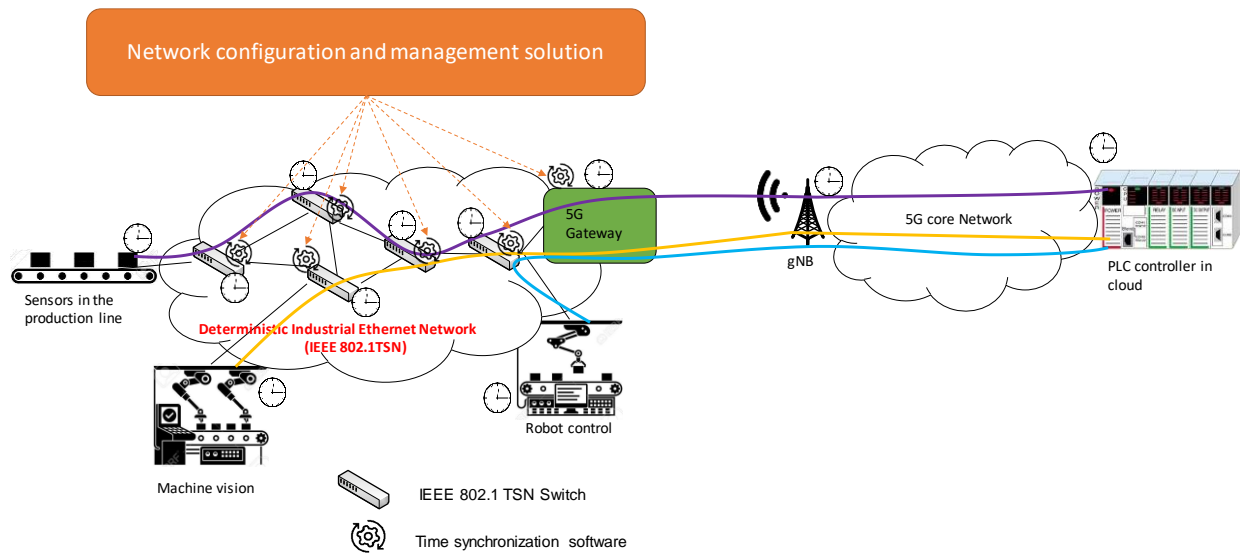 Network configuration and management solution
5G
Gateway
5G core Network
gNB
PLC controller in
cloud
Sensors in the
production line
Deterministic Industrial Ethernet Network
(IEEE 802.1TSN)
Robot control
Machine vision
IEEE 802.1 TSN Switch
Time synchronization software